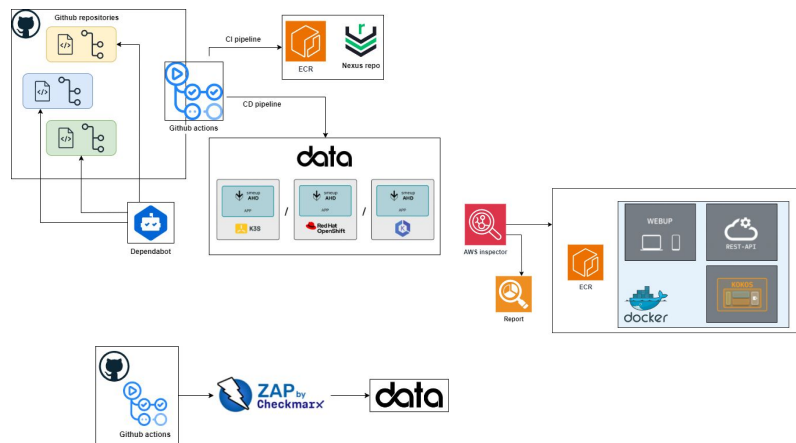 Github repositories
CI pipeline
ECR
Nexus repo
Github actions
CD pipeline
data
AHD
APP
K3S
/
AHD
APP
Red Hat
OpenShift
/
AHD
APP
K
Dependabot
AWS inspector
Report
ECR
WEBUP
REST-API
KOKOS
docker
Github actions
ZAP by
Checkmarx
data